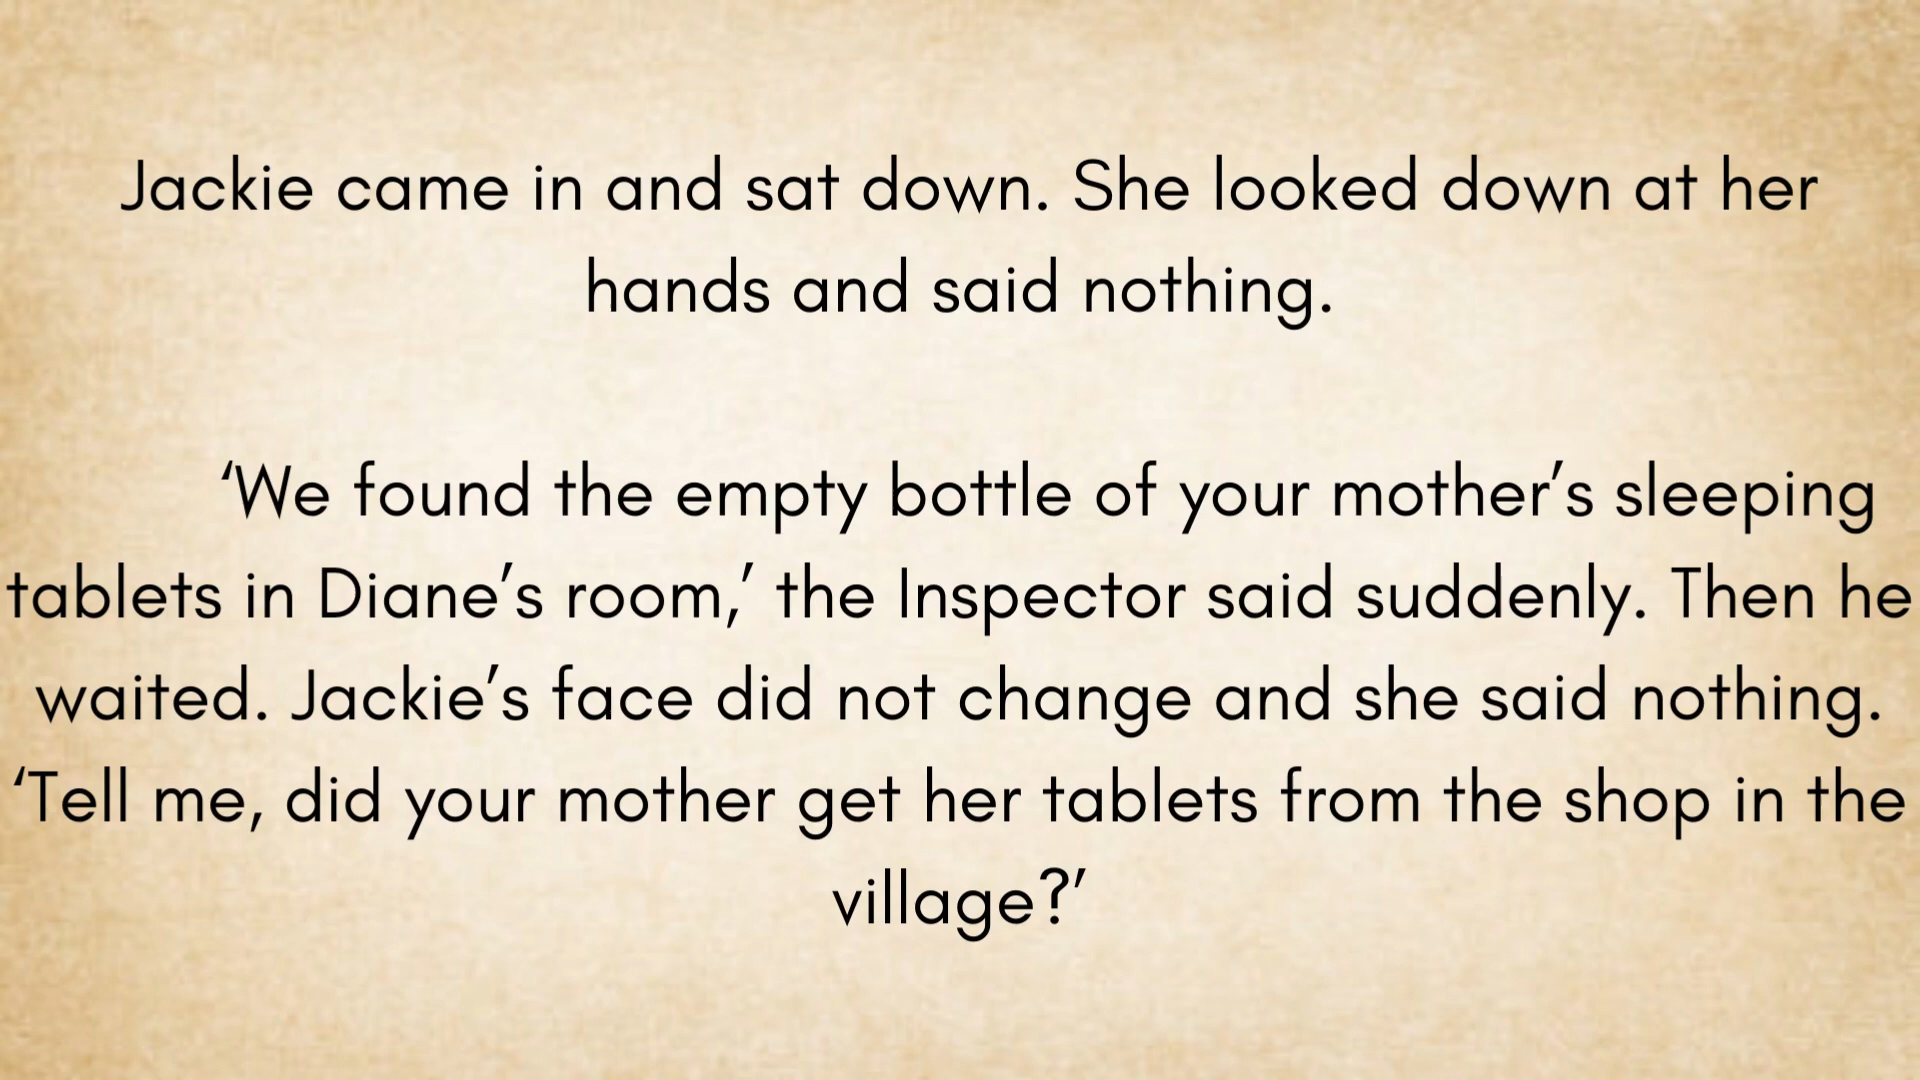 Jackie came in and sat down. She looked down at her
hands and said nothing.
‘We found the empty bottle of your mother’s sleeping
tablets in Diane’s room,’ the Inspector said suddenly. Then he
waited. Jackie’s face did not change and she said nothing.
‘Tell me, did your mother get her tablets from the shop in the
village?’